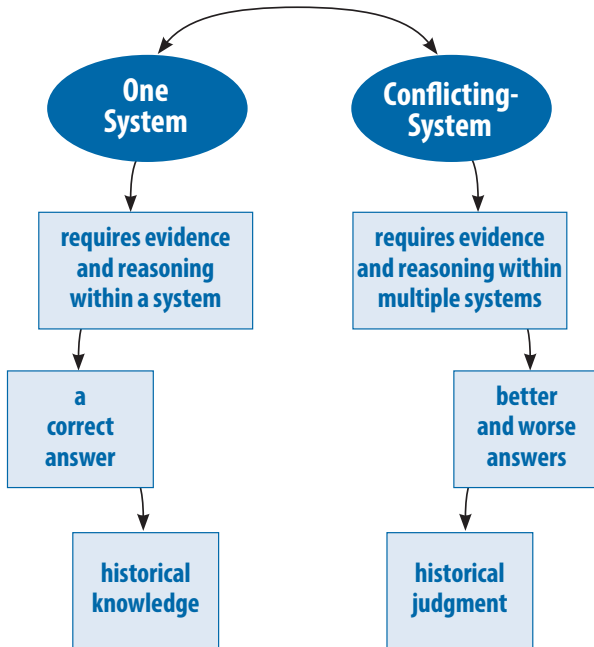 One
System
Conflicting-
System
requires evidence
and reasoning
within a system
requires evidence
and reasoning within
multiple systems
a
correct
answer
better
and worse
answers
historical
knowledge
historical
judgment